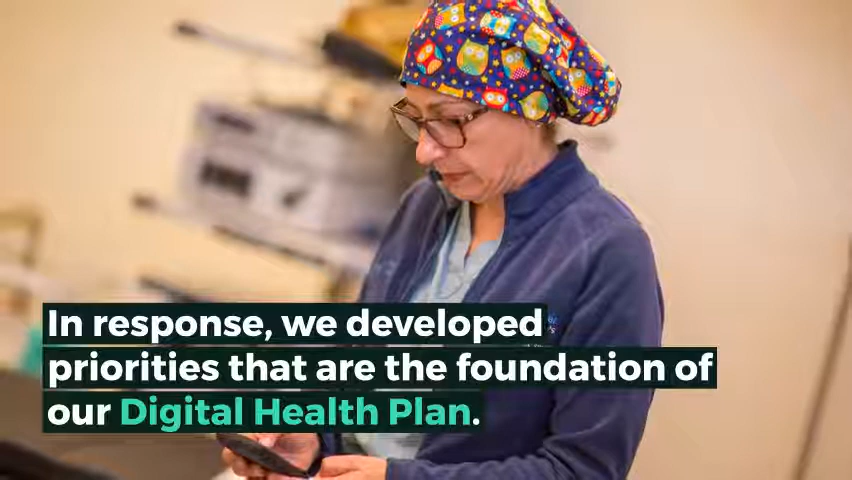 In response, we developed
priorities that are the foundation of
our Digital Health Plan.